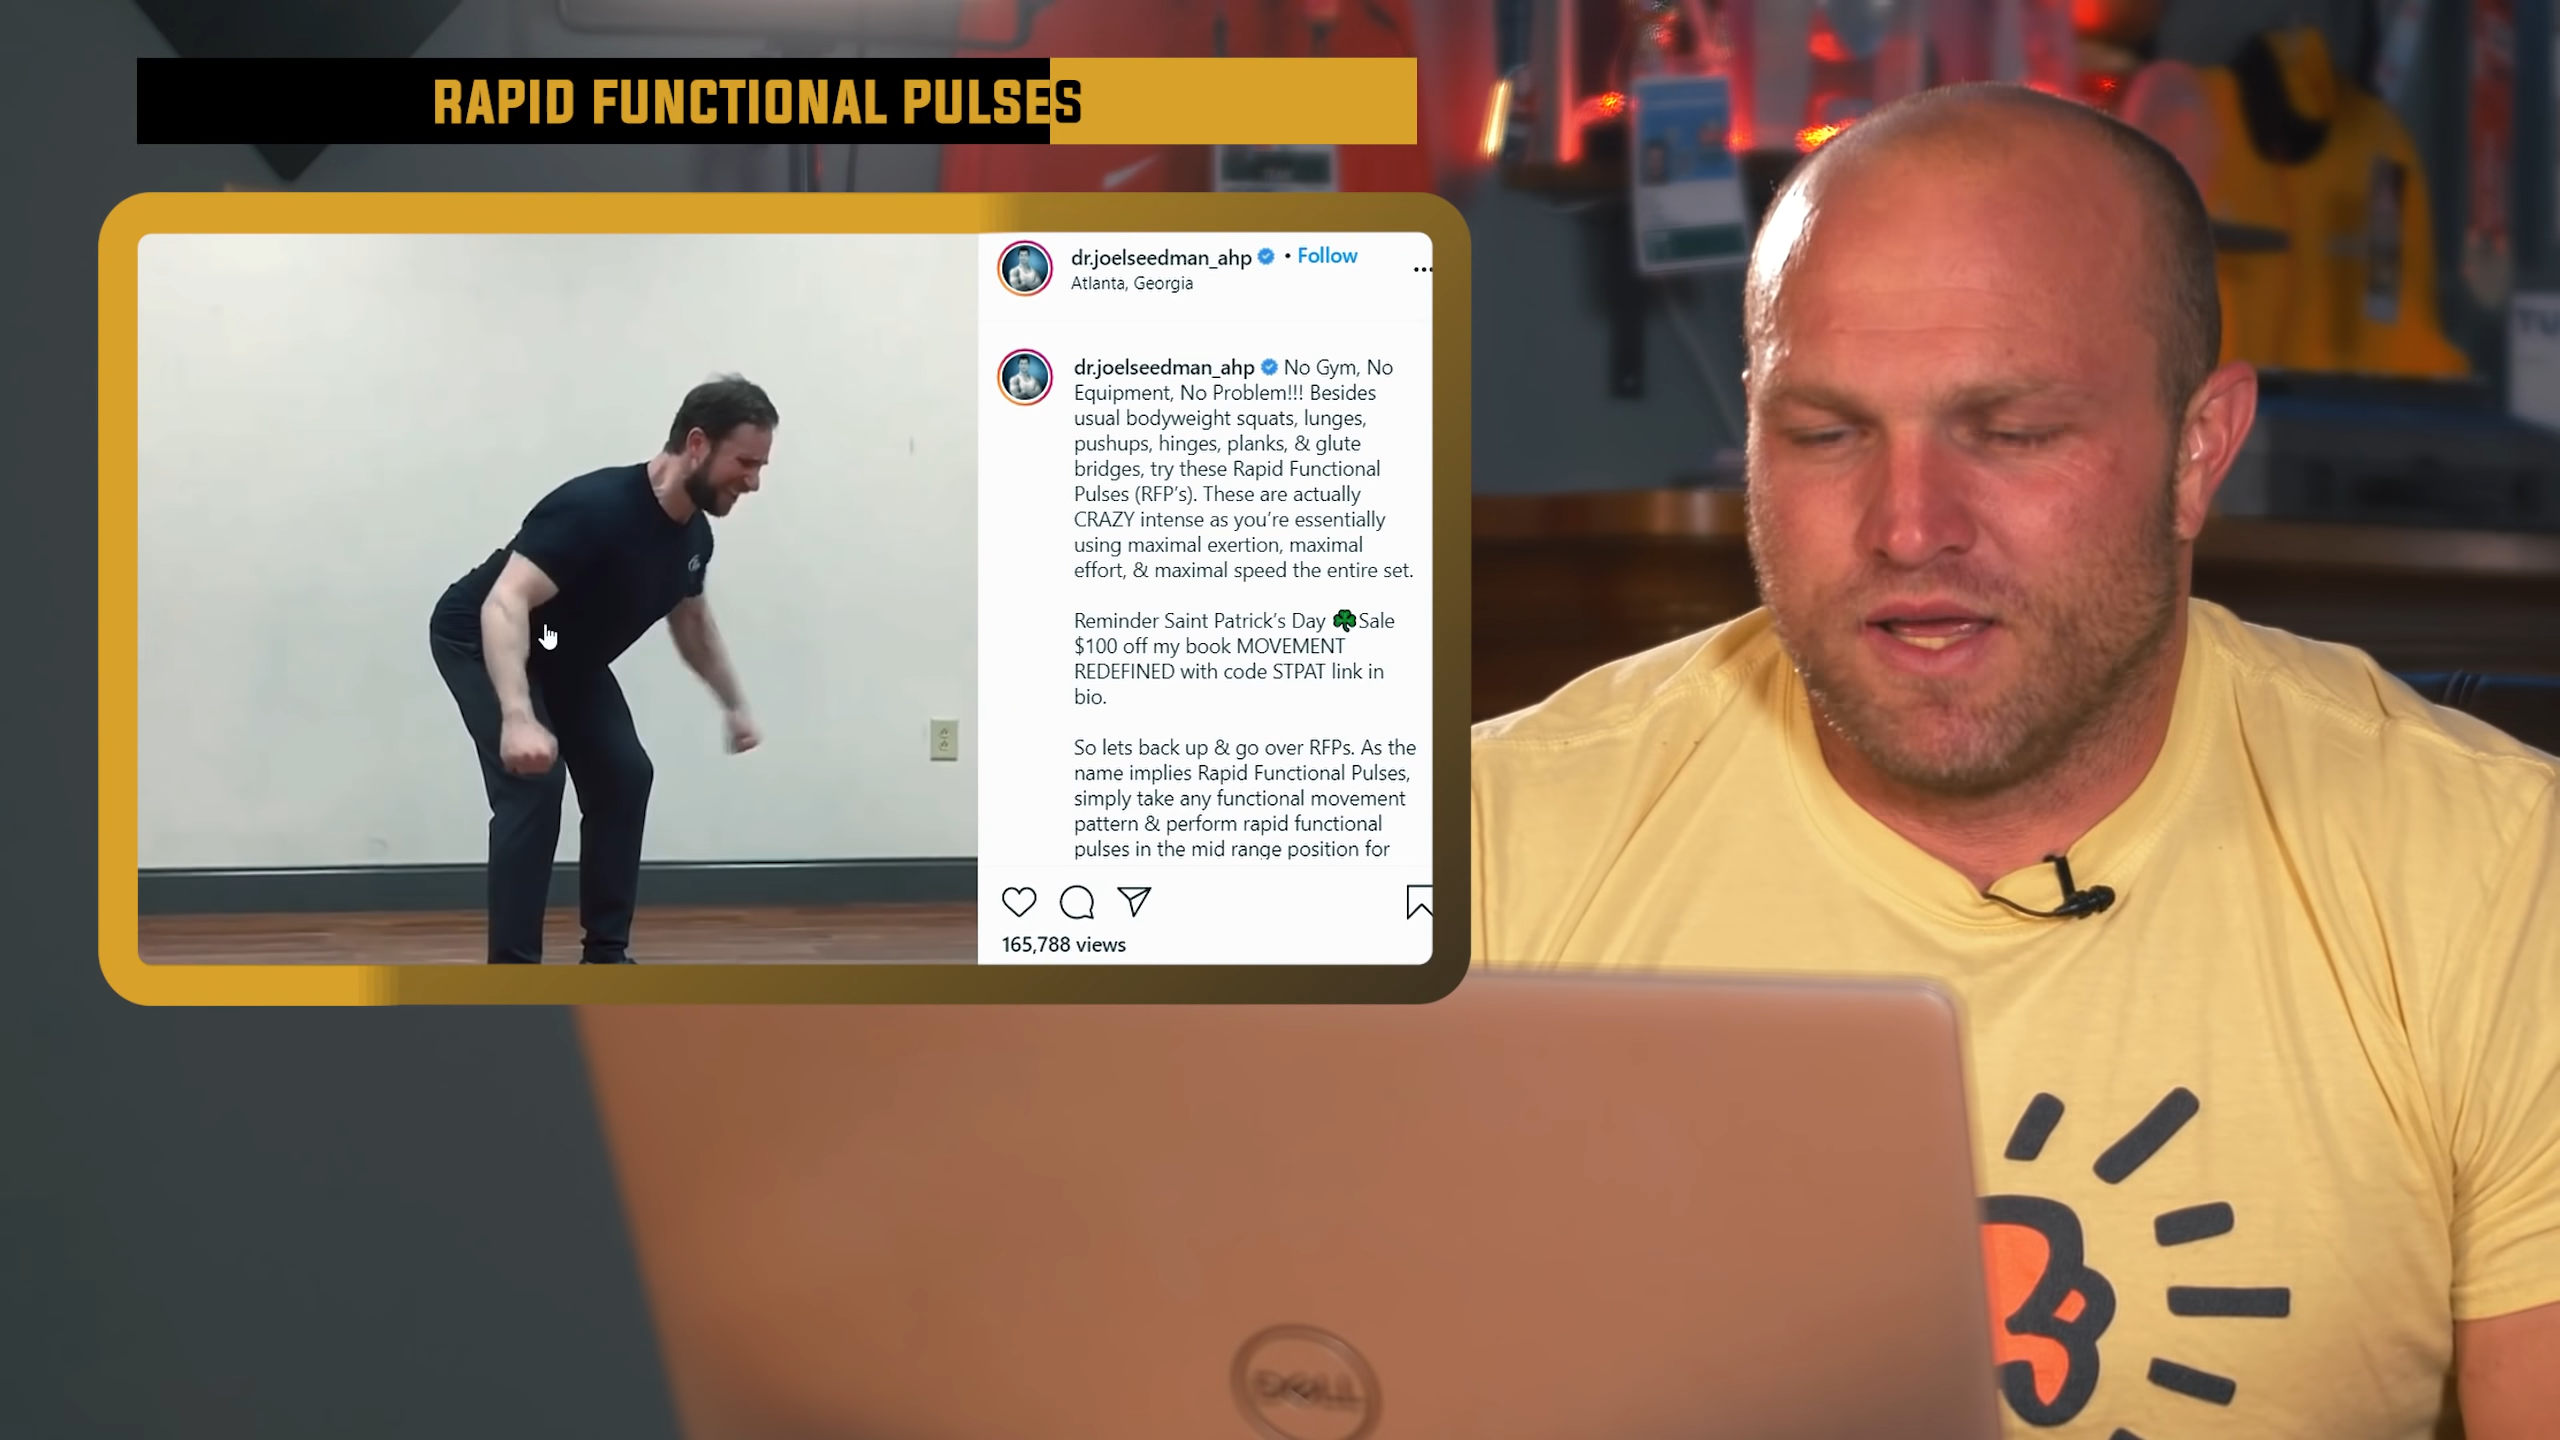 RAPID FUNCTIONAL PULSES
dr.joelseedman_ahp • Follow
Atlanta, Georgia
dr.joelseedman_ahp No Gym, No
Equipment, No Problem!!! Besides
usual bodyweight squats, lunges,
pushups, hinges, planks, & glute
bridges, try these Rapid Functional
Pulses (RFP's). These are actually
CRAZY intense as you're essentially
using maximal exertion, maximal
effort, & maximal speed the entire set.
Reminder Saint Patrick's Day ☘️Sale
$100 off my book MOVEMENT
REDEFINED with code STPAT link in
bio.
So lets back up & go over RFPs. As the
name implies Rapid Functional Pulses,
simply take any functional movement
pattern & perform rapid functional
pulses in the mid range position for
165,788 views
DELL